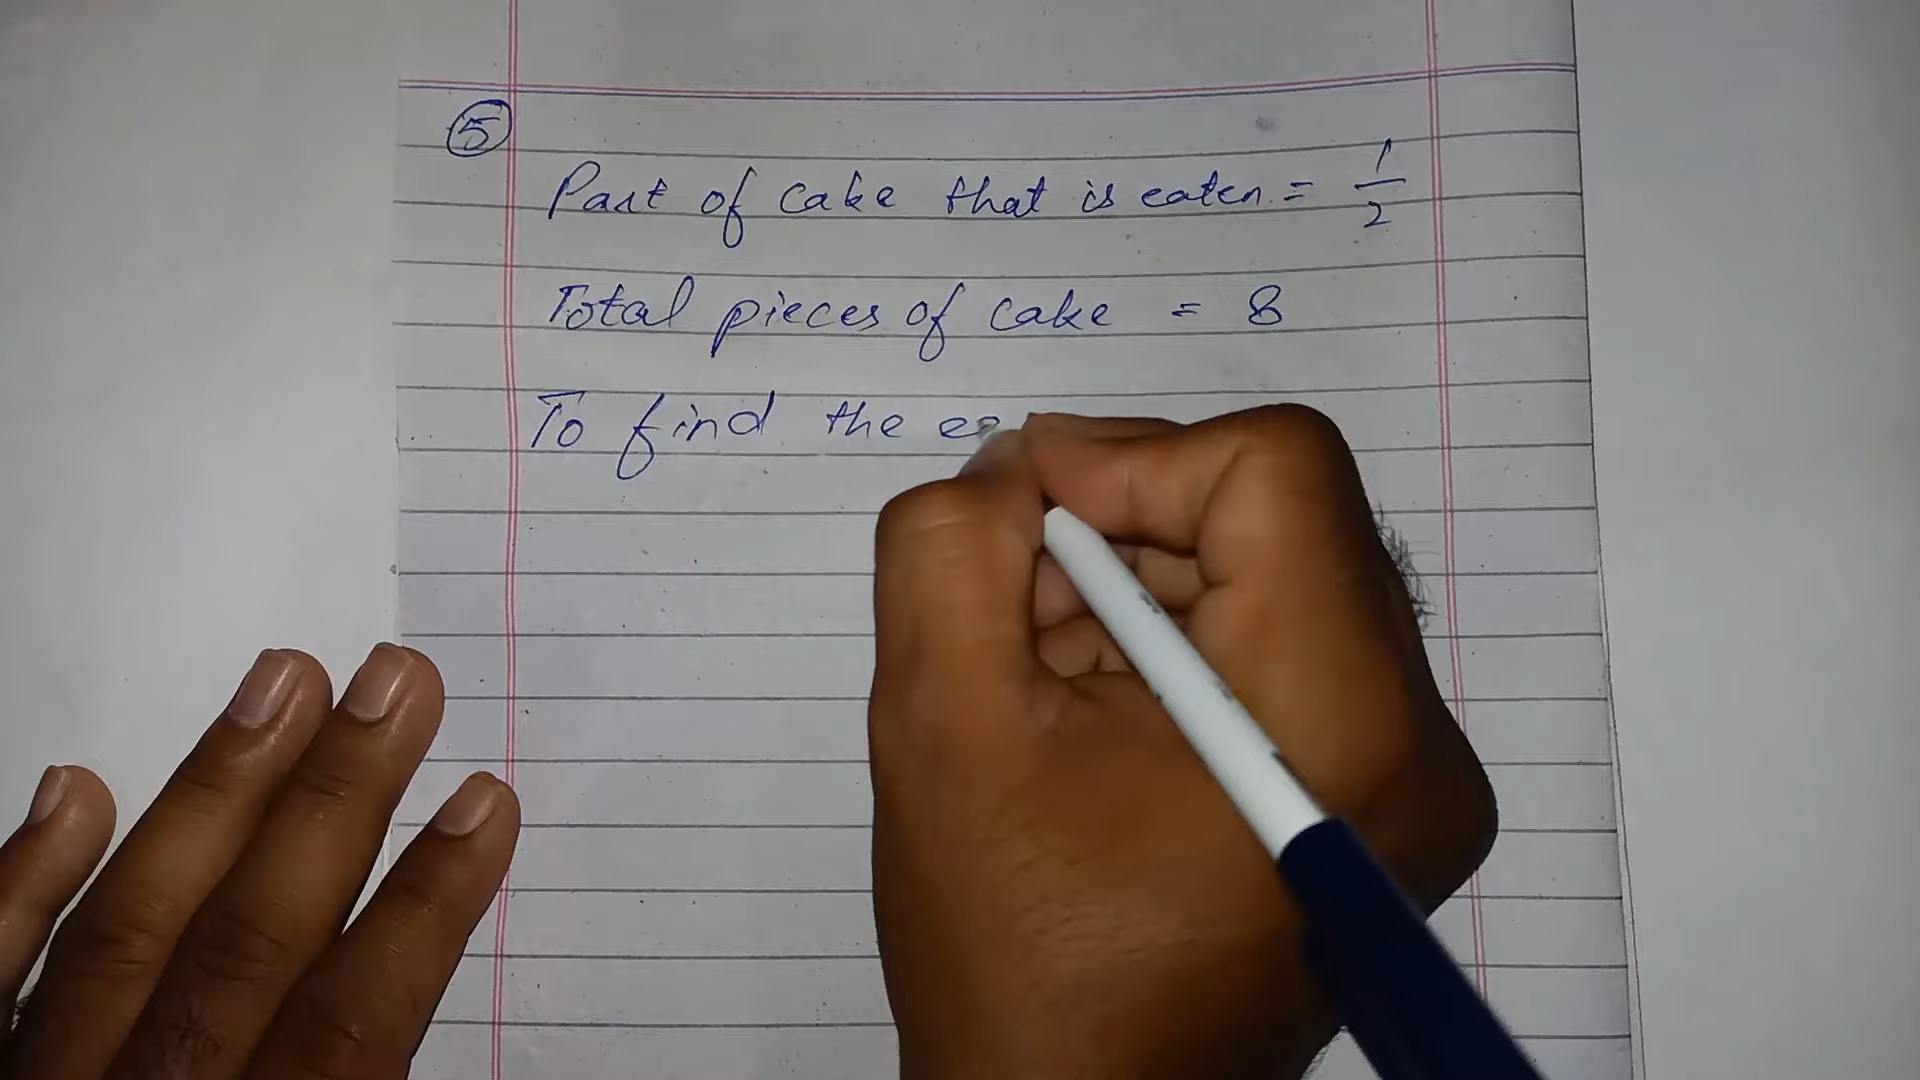 5
Part of cake that is eaten = 1/2
Total pieces of cake = 8
To find the